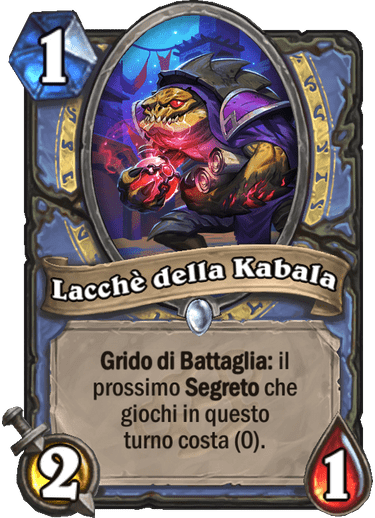 1
Lacchè della Kabala
Grido di Battaglia: il
prossimo Segreto che
giochi in questo
turno costa (0).
2
1